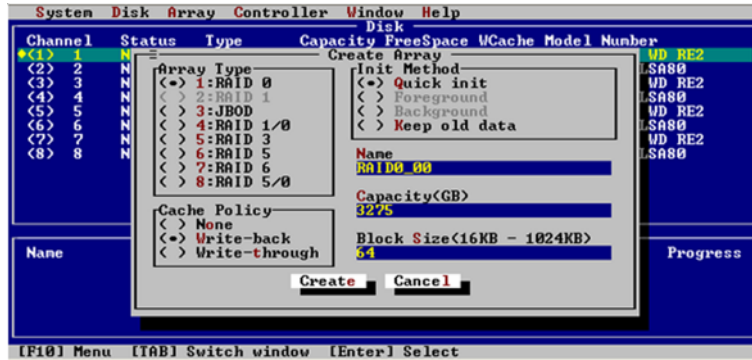 System Disk Array Controller Window Help
Disk
Channel Status Type Capacity FreeSpace WCache Model Number
(1) 1 N WD RE2
(2) 2 N LSA80
(3) 3 N WD RE2
(4) 4 N LSA80
(5) 5 N WD RE2
(6) 6 N LSA80
(7) 7 N WD RE2
(8) 8 N LSA80
Create Array
Array Type
(•) 1:RAID 0
( ) 2:RAID 1
( ) 3:JBOD
( ) 4:RAID 1/0
( ) 5:RAID 3
( ) 6:RAID 5
( ) 7:RAID 6
( ) 8:RAID 5/0
Cache Policy
( ) None
(•) Write-back
( ) Write-through
Init Method
(•) Quick init
( ) Foreground
( ) Background
( ) Keep old data
Name
RAID0_00
Capacity(GB)
3275
Block Size(16KB - 1024KB)
64
Create Cancel
Name Progress
[F10] Menu [TAB] Switch window [Enter] Select